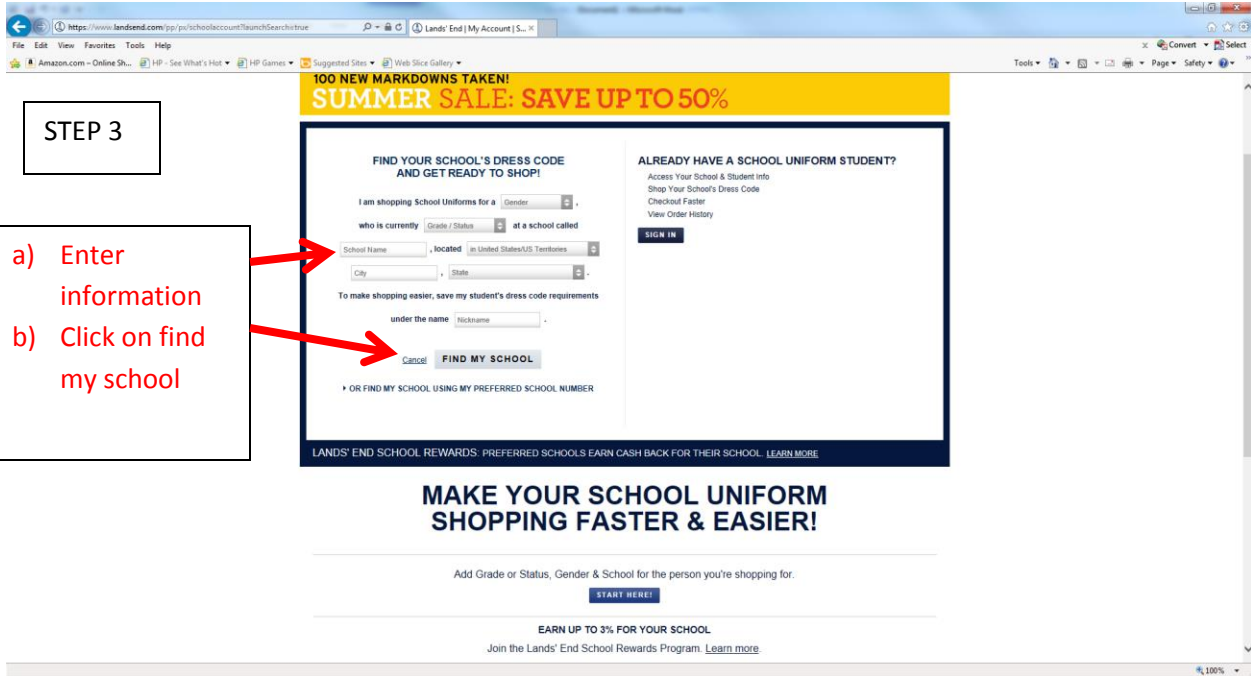 https://www.landsend.com/pp/px/schoolaccount?launchSearch=true
Lands' End | My Account | S...
File Edit View Favorites Tools Help
Convert Select
Amazon.com – Online Sh... HP - See What's Hot HP Games Suggested Sites Web Slice Gallery
Tools Page Safety
100 NEW MARKDOWNS TAKEN!
SUMMER SALE: SAVE UP TO 50%
STEP 3
FIND YOUR SCHOOL'S DRESS CODE
AND GET READY TO SHOP!
I am shopping School Uniforms for a Gender ,
who is currently Grade / Status at a school called
School Name , located in United States/US Territories
City , State .
To make shopping easier, save my student's dress code requirements
under the name Nickname .
Cancel FIND MY SCHOOL
OR FIND MY SCHOOL USING MY PREFERRED SCHOOL NUMBER
ALREADY HAVE A SCHOOL UNIFORM STUDENT?
Access Your School & Student Info
Shop Your School's Dress Code
Checkout Faster
View Order History
SIGN IN
a) Enter
information
b) Click on find
my school
LANDS' END SCHOOL REWARDS: PREFERRED SCHOOLS EARN CASH BACK FOR THEIR SCHOOL. LEARN MORE
MAKE YOUR SCHOOL UNIFORM
SHOPPING FASTER & EASIER!
Add Grade or Status, Gender & School for the person you're shopping for.
START HERE!
EARN UP TO 3% FOR YOUR SCHOOL
Join the Lands' End School Rewards Program. Learn more.
100%